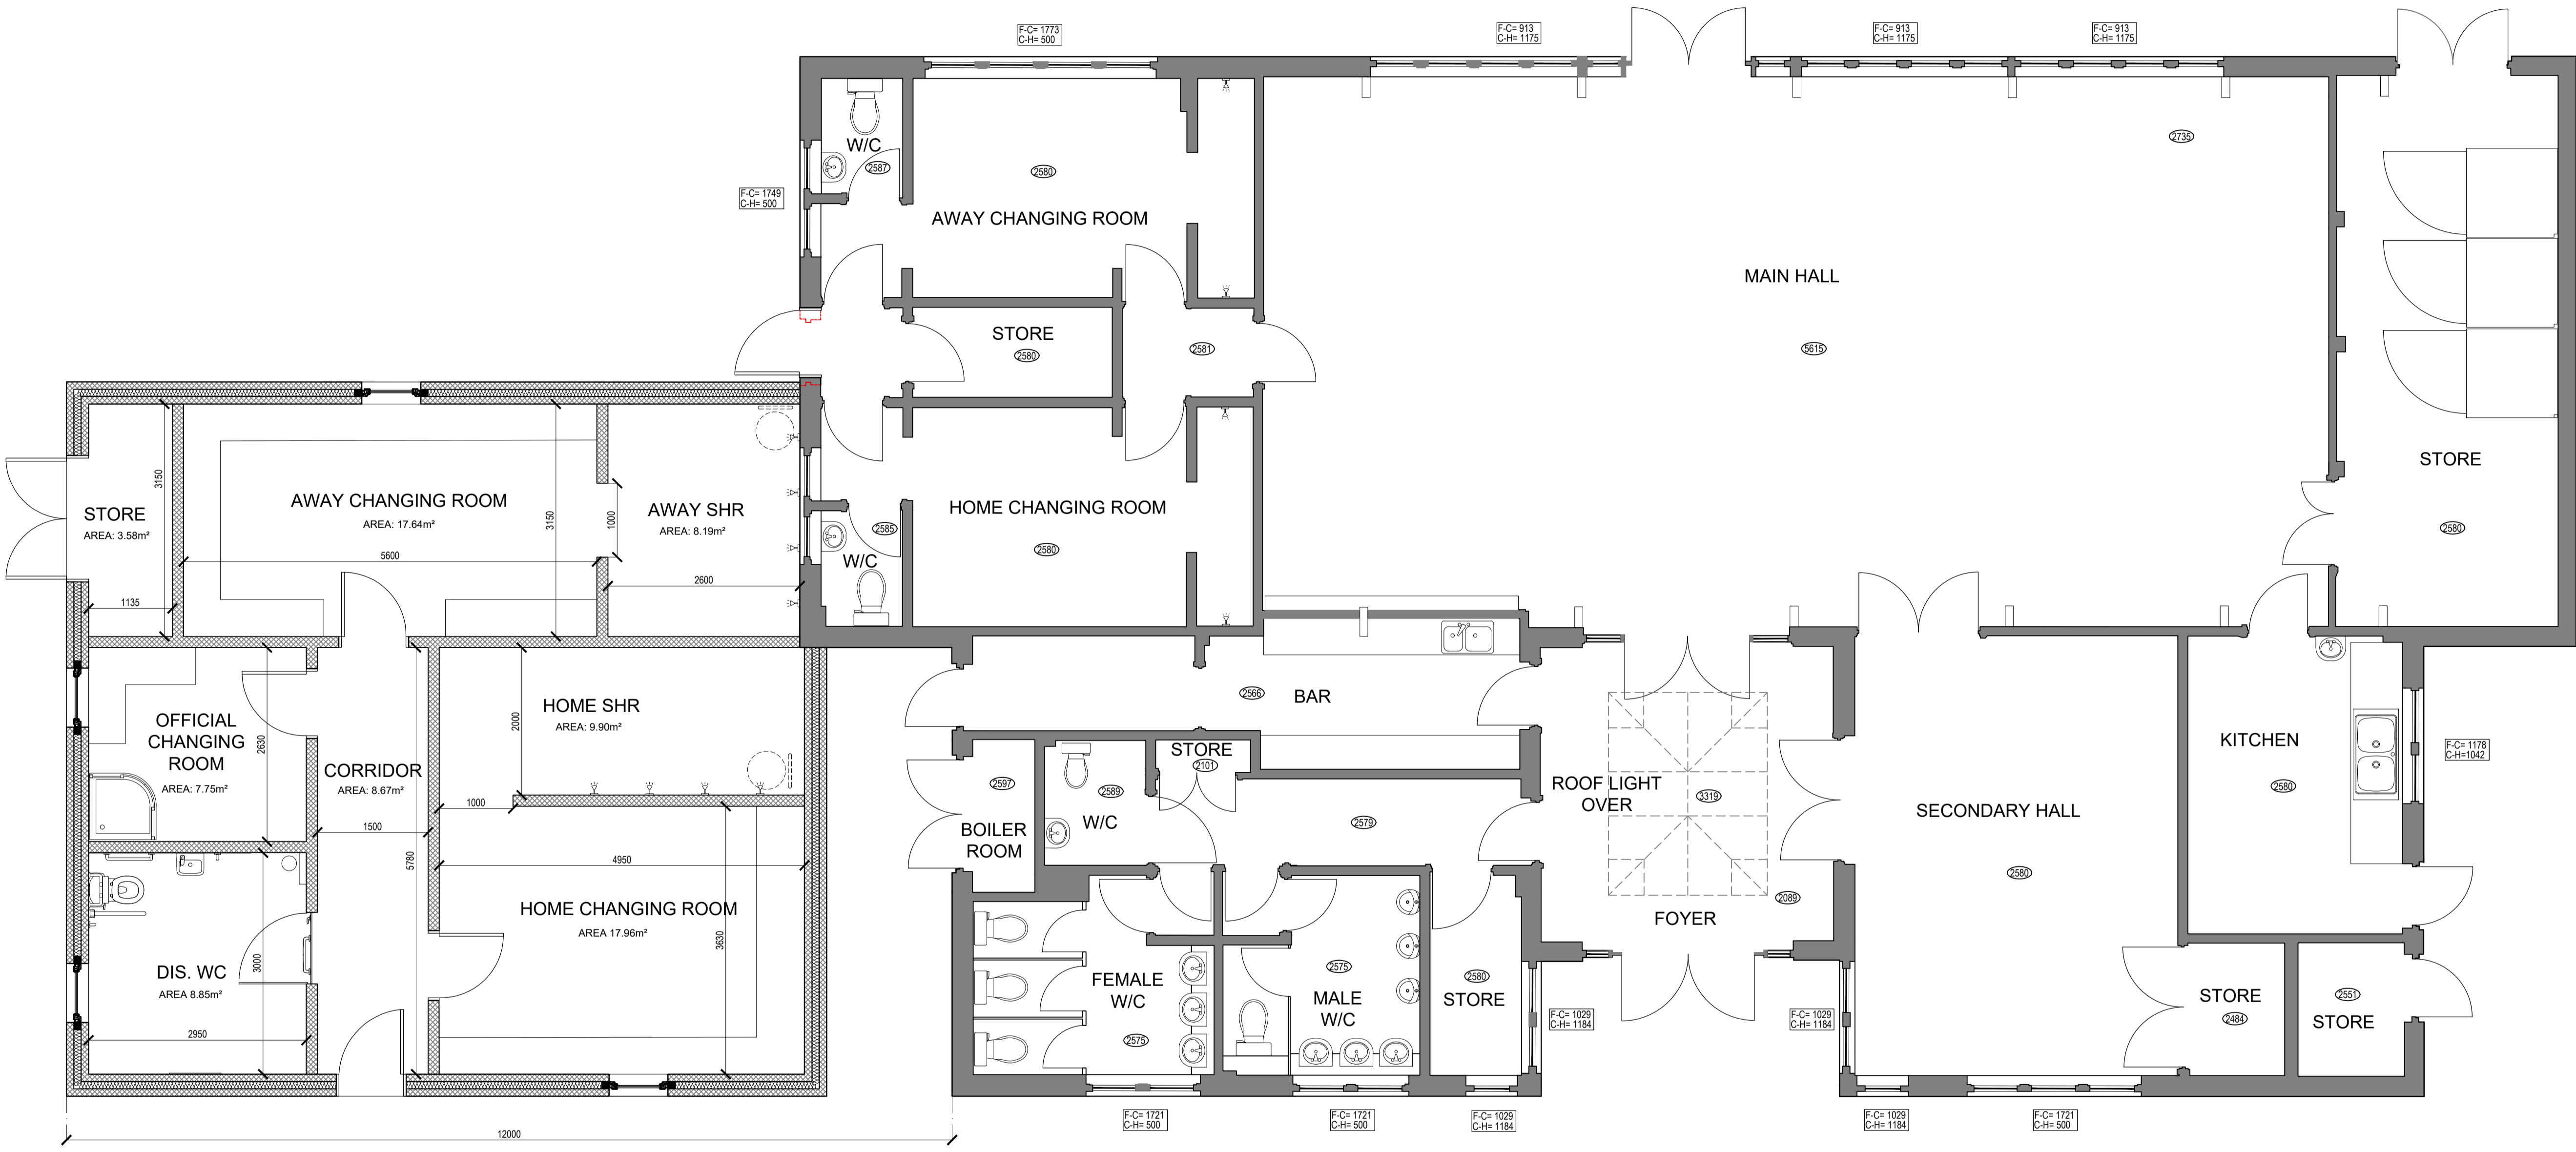 F-C= 1773
C-H= 500
F-C= 913
C-H= 1175
F-C= 913
C-H= 1175
F-C= 913
C-H= 1175
W/C
2587
2580
AWAY CHANGING ROOM
F-C= 1749
C-H= 500
2735
MAIN HALL
5615
STORE
2580
2581
STORE
2580
HOME CHANGING ROOM
2580
2585
W/C
STORE
AREA: 3.58m²
3150
1135
AWAY CHANGING ROOM
AREA: 17.64m²
5600
3150
1000
AWAY SHR
AREA: 8.19m²
2600
OFFICIAL
CHANGING
ROOM
AREA: 7.75m²
2630
CORRIDOR
AREA: 8.67m²
1500
5780
HOME SHR
AREA: 9.90m²
2000
1000
4950
HOME CHANGING ROOM
AREA 17.96m²
3630
DIS. WC
AREA 8.85m²
3000
2950
12000
2566
BAR
2597
BOILER
ROOM
2589
W/C
STORE
2101
2579
ROOF LIGHT
OVER
3319
2089
FOYER
FEMALE
W/C
2575
2575
MALE
W/C
2580
STORE
F-C= 1029
C-H= 1184
F-C= 1029
C-H= 1184
SECONDARY HALL
2580
KITCHEN
2580
F-C= 1178
C-H=1042
STORE
2484
2551
STORE
F-C= 1721
C-H= 500
F-C= 1721
C-H= 500
F-C= 1029
C-H= 1184
F-C= 1029
C-H= 1184
F-C= 1721
C-H= 500